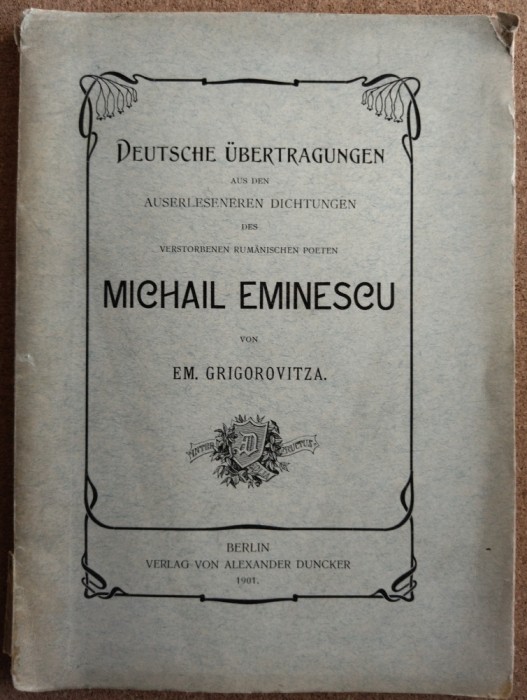 DEUTSCHE ÜBERTRAGUNGEN
AUS DEN
AUSERLESENEREN DICHTUNGEN
DES
VERSTORBENEN RUMÄNISCHEN POETEN
MICHAIL EMINESCU
VON
EM. GRIGOROVITZA.
D
BERLIN
VERLAG VON ALEXANDER DUNCKER
1901.